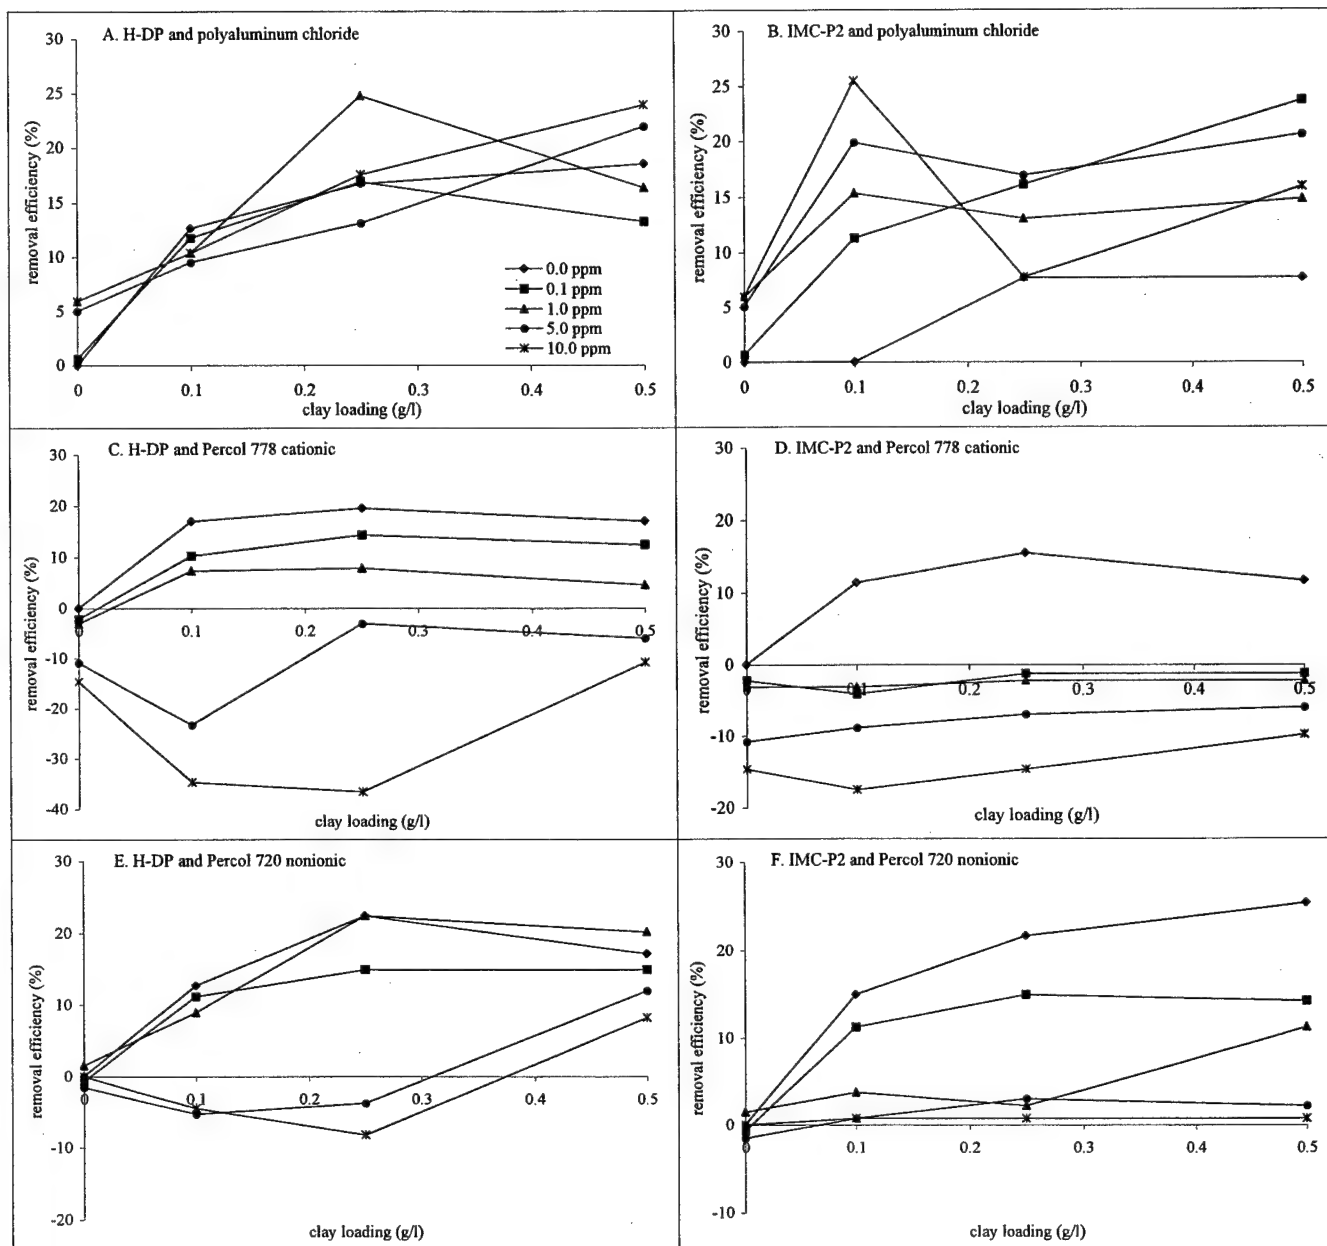 A. H-DP and polyaluminum chloride
removal efficiency (%)
30
25
20
15
10
5
0
0 0.1 0.2 0.3 0.4 0.5
clay loading (g/l)
0.0 ppm
0.1 ppm
1.0 ppm
5.0 ppm
10.0 ppm
B. IMC-P2 and polyaluminum chloride
removal efficiency (%)
30
25
20
15
10
5
0
0 0.1 0.2 0.3 0.4 0.5
clay loading (g/l)
C. H-DP and Percol 778 cationic
removal efficiency (%)
30
20
10
0
-10
-20
-30
-40
0 0.1 0.2 0.3 0.4 0.5
clay loading (g/l)
D. IMC-P2 and Percol 778 cationic
removal efficiency (%)
30
20
10
0
-10
-20
0 0.1 0.2 0.3 0.4 0.5
clay loading (g/l)
E. H-DP and Percol 720 nonionic
removal efficiency (%)
30
20
10
0
-10
-20
0 0.1 0.2 0.3 0.4 0.5
clay loading (g/l)
F. IMC-P2 and Percol 720 nonionic
removal efficiency (%)
30
20
10
0
-10
0 0.1 0.2 0.3 0.4 0.5
clay loading (g/l)